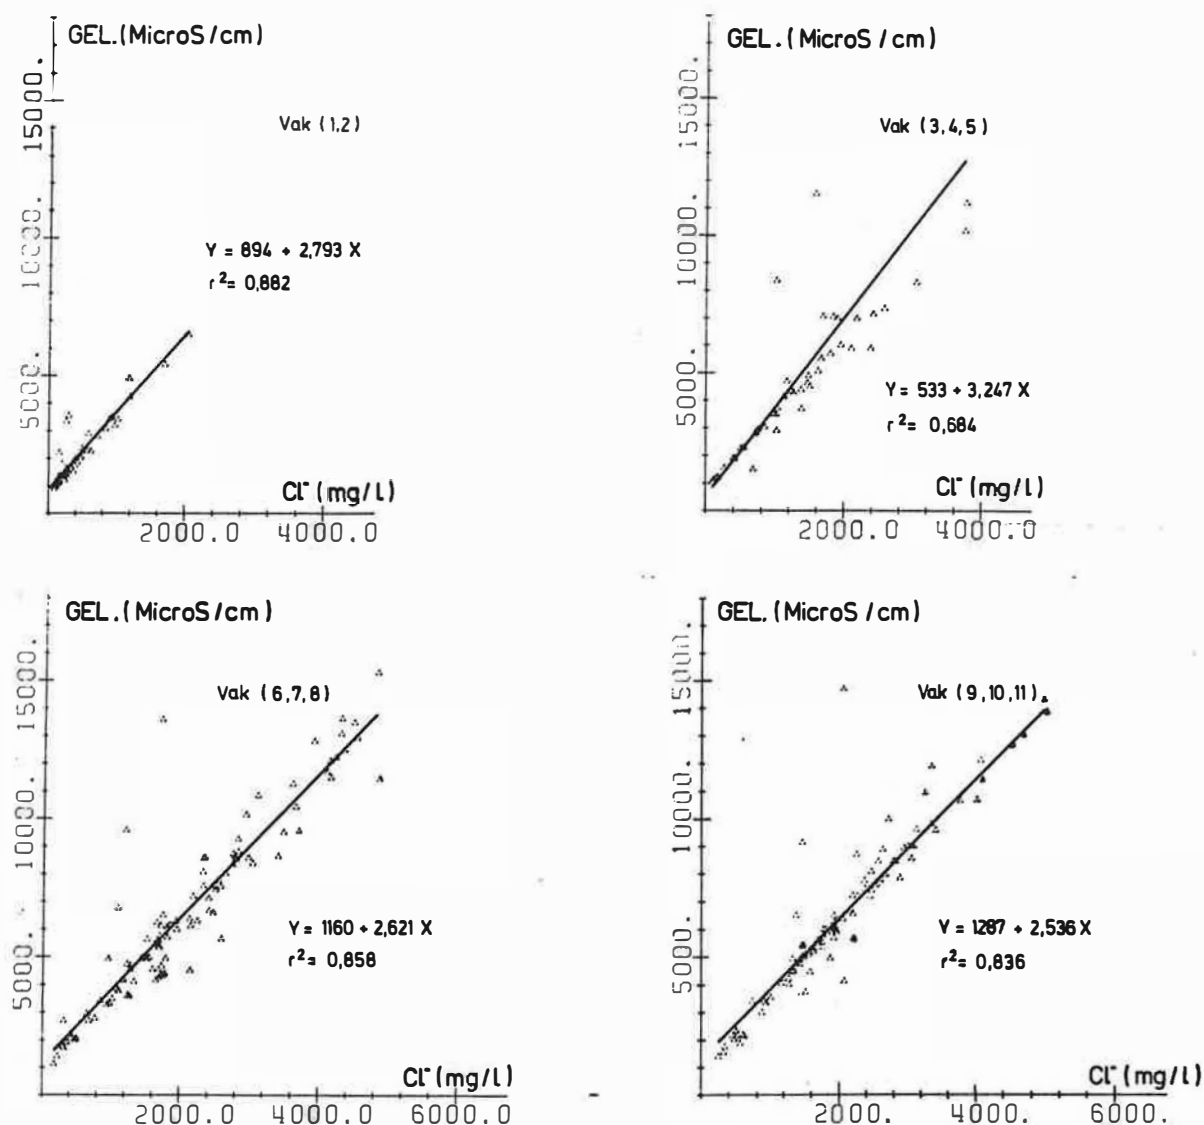 GEL.(MicroS/cm)
15000.
10000.
5000.
Vak (1,2)
Y = 894 + 2,793 X
r² = 0,882
Cl⁻(mg/l)
2000.0 4000.0
GEL.(MicroS/cm)
15000.
10000.
5000.
Vak (3,4,5)
Y = 533 + 3,247 X
r² = 0,684
Cl⁻(mg/l)
2000.0 4000.0
GEL.(MicroS/cm)
15000.
10000.
5000.
Vak (6,7,8)
Y = 1160 + 2,621 X
r² = 0,858
Cl⁻(mg/l)
2000.0 4000.0 6000.0
GEL.(MicroS/cm)
15000.
10000.
5000.
Vak (9,10,11)
Y = 1287 + 2,536 X
r² = 0,836
Cl⁻(mg/l)
2000. 4000. 6000.